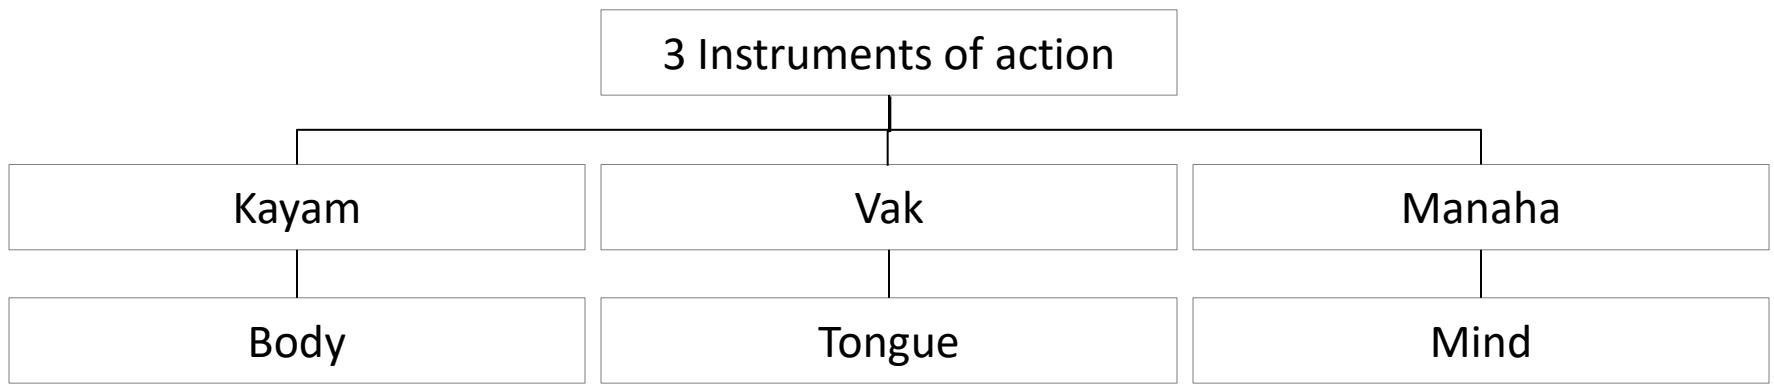 3 Instruments of action
Kayam
Vak
Manaha
Body
Tongue
Mind